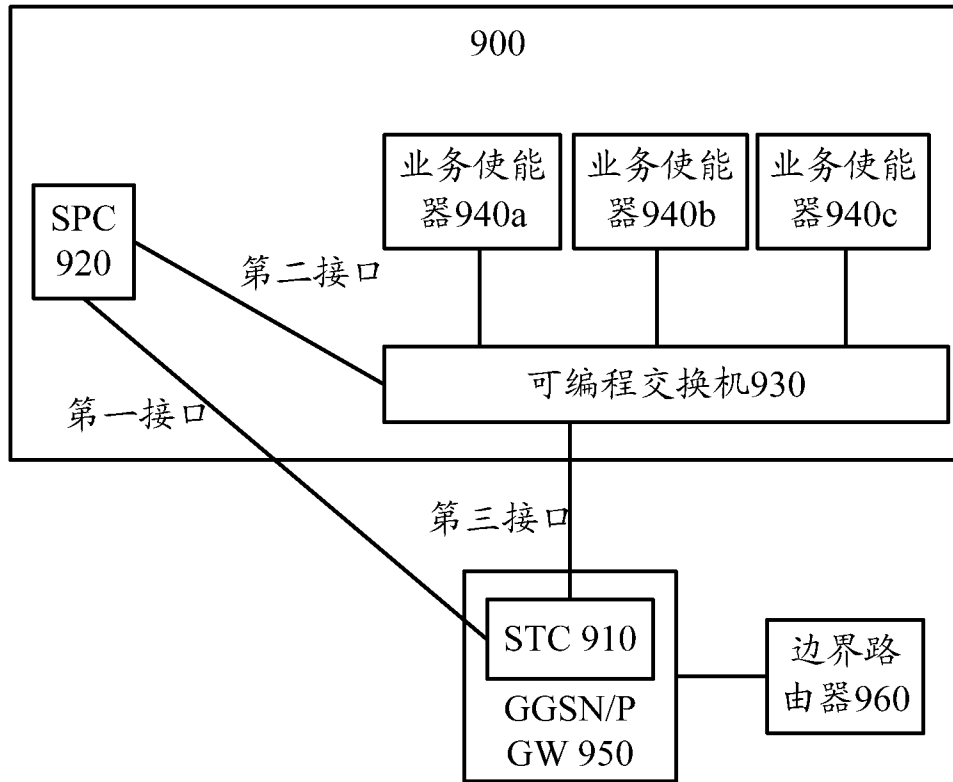 900
业务使能
器940a
业务使能
器940b
业务使能
器940c
SPC
920
第二接口
可编程交换机930
第一接口
第三接口
STC 910
GGSN/P
GW 950
边界路
由器960